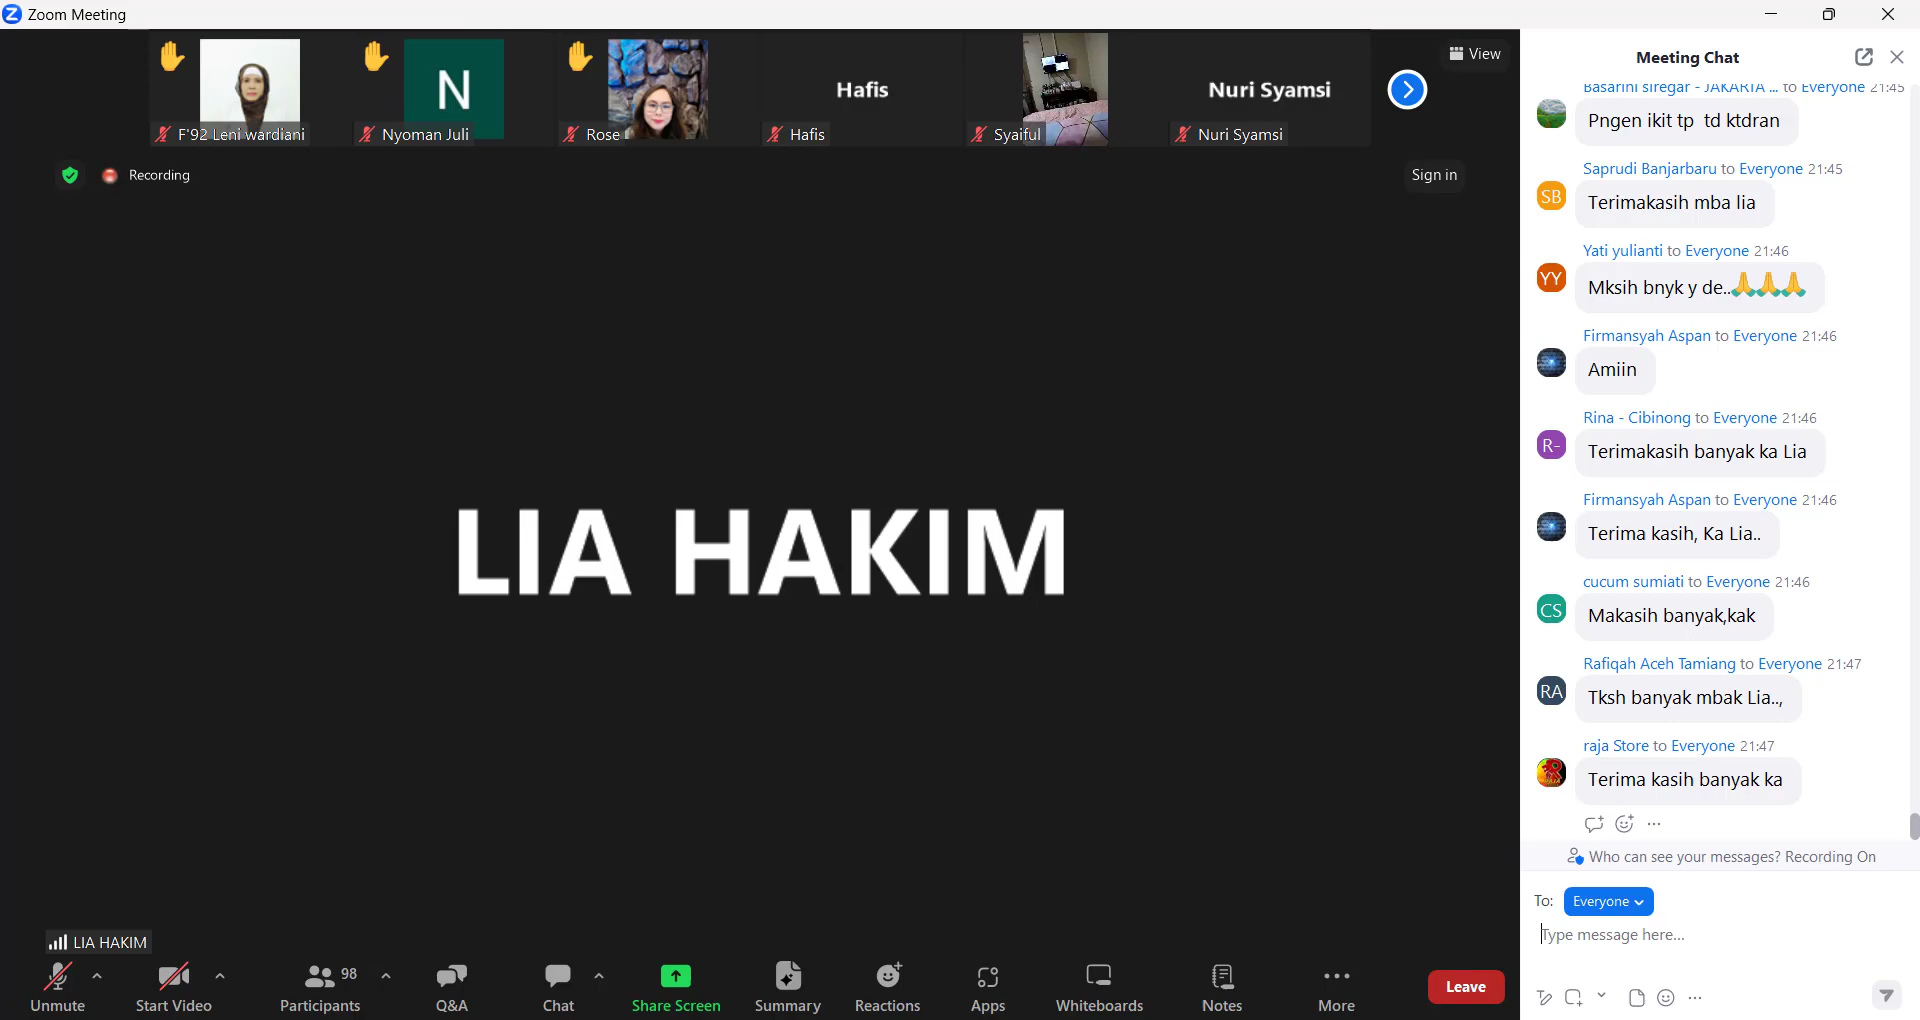 Zoom Meeting
View
N
Hafis
Nuri Syamsi
F'92 Leni wardiani
Nyoman Juli
Rose
Hafis
Syaiful
Nuri Syamsi
Recording
Sign in
LIA HAKIM
LIA HAKIM
Unmute
Start Video
98
Participants
Q&A
Chat
Share Screen
Summary
Reactions
Apps
Whiteboards
Notes
More
Leave
Meeting Chat
Basarini siregar - JAKARTA ... to Everyone 21:45
Pngen ikit tp td ktdran
Saprudi Banjarbaru to Everyone 21:45
SB
Terimakasih mba lia
Yati yulianti to Everyone 21:46
YY
Mksih bnyk y de..🙏🙏🙏
Firmansyah Aspan to Everyone 21:46
Amiin
Rina - Cibinong to Everyone 21:46
R-
Terimakasih banyak ka Lia
Firmansyah Aspan to Everyone 21:46
Terima kasih, Ka Lia..
cucum sumiati to Everyone 21:46
CS
Makasih banyak,kak
Rafiqah Aceh Tamiang to Everyone 21:47
RA
Tksh banyak mbak Lia..,
raja Store to Everyone 21:47
Terima kasih banyak ka
Who can see your messages? Recording On
To: Everyone
Type message here...